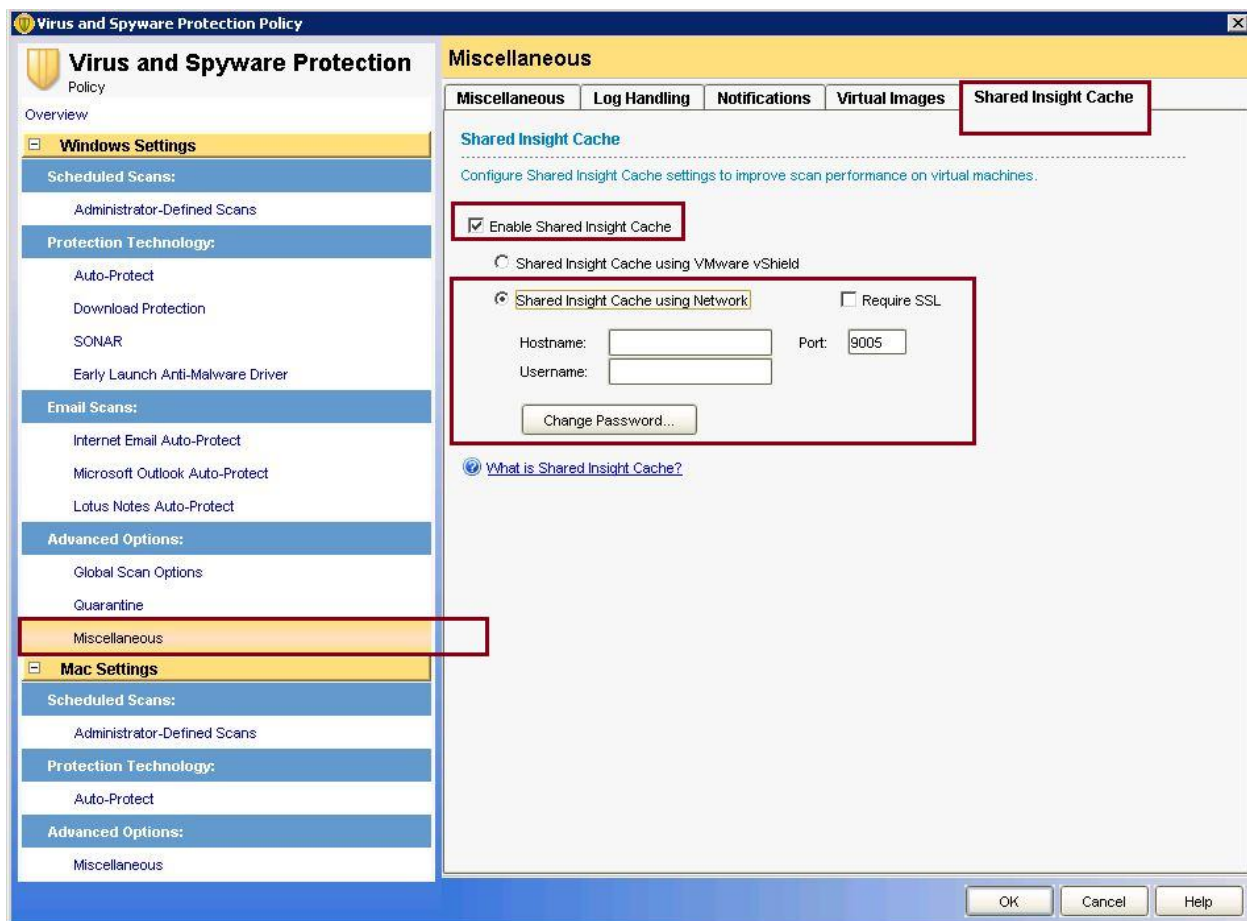 Virus and Spyware Protection Policy
Virus and Spyware Protection
Policy
Overview
Windows Settings
Scheduled Scans:
Administrator-Defined Scans
Protection Technology:
Auto-Protect
Download Protection
SONAR
Early Launch Anti-Malware Driver
Email Scans:
Internet Email Auto-Protect
Microsoft Outlook Auto-Protect
Lotus Notes Auto-Protect
Advanced Options:
Global Scan Options
Quarantine
Miscellaneous
Mac Settings
Scheduled Scans:
Administrator-Defined Scans
Protection Technology:
Auto-Protect
Advanced Options:
Miscellaneous
Miscellaneous
Miscellaneous Log Handling Notifications Virtual Images Shared Insight Cache
Shared Insight Cache
Configure Shared Insight Cache settings to improve scan performance on virtual machines.
Enable Shared Insight Cache
Shared Insight Cache using VMware vShield
Shared Insight Cache using Network Require SSL
Hostname: Port: 9005
Username:
Change Password...
What is Shared Insight Cache?
OK Cancel Help